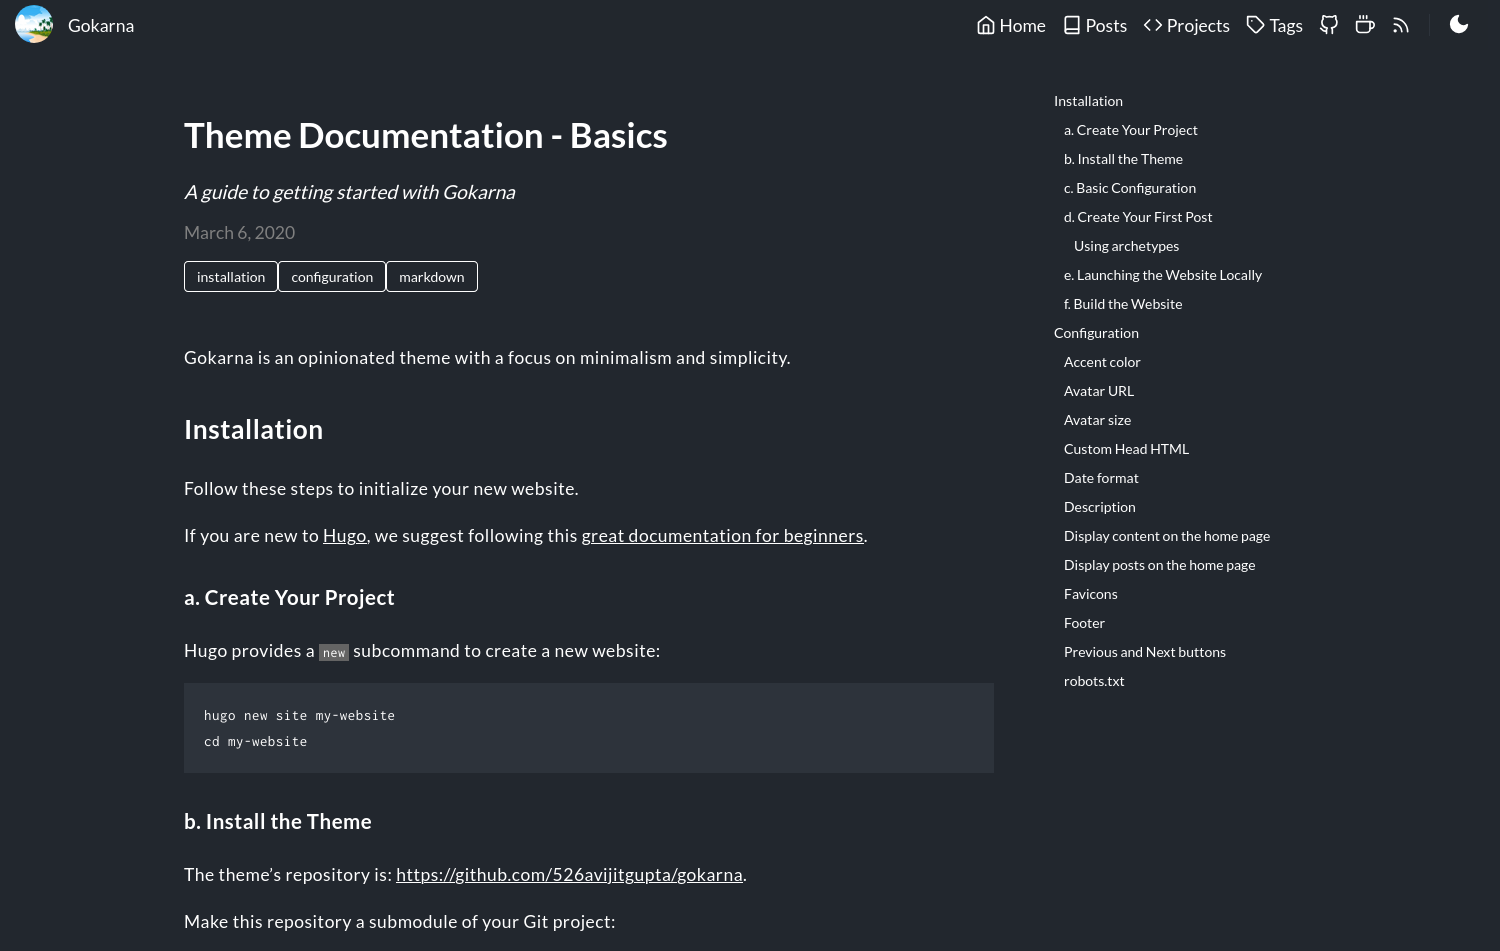 Gokarna
Home
Posts
Projects
Tags
Theme Documentation - Basics
A guide to getting started with Gokarna
March 6, 2020
installation
configuration
markdown
Gokarna is an opinionated theme with a focus on minimalism and simplicity.
Installation
Follow these steps to initialize your new website.
If you are new to Hugo, we suggest following this great documentation for beginners.
a. Create Your Project
Hugo provides a new subcommand to create a new website:
hugo new site my-website
cd my-website
b. Install the Theme
The theme’s repository is: https://github.com/526avijitgupta/gokarna.
Make this repository a submodule of your Git project:
Installation
a. Create Your Project
b. Install the Theme
c. Basic Configuration
d. Create Your First Post
Using archetypes
e. Launching the Website Locally
f. Build the Website
Configuration
Accent color
Avatar URL
Avatar size
Custom Head HTML
Date format
Description
Display content on the home page
Display posts on the home page
Favicons
Footer
Previous and Next buttons
robots.txt